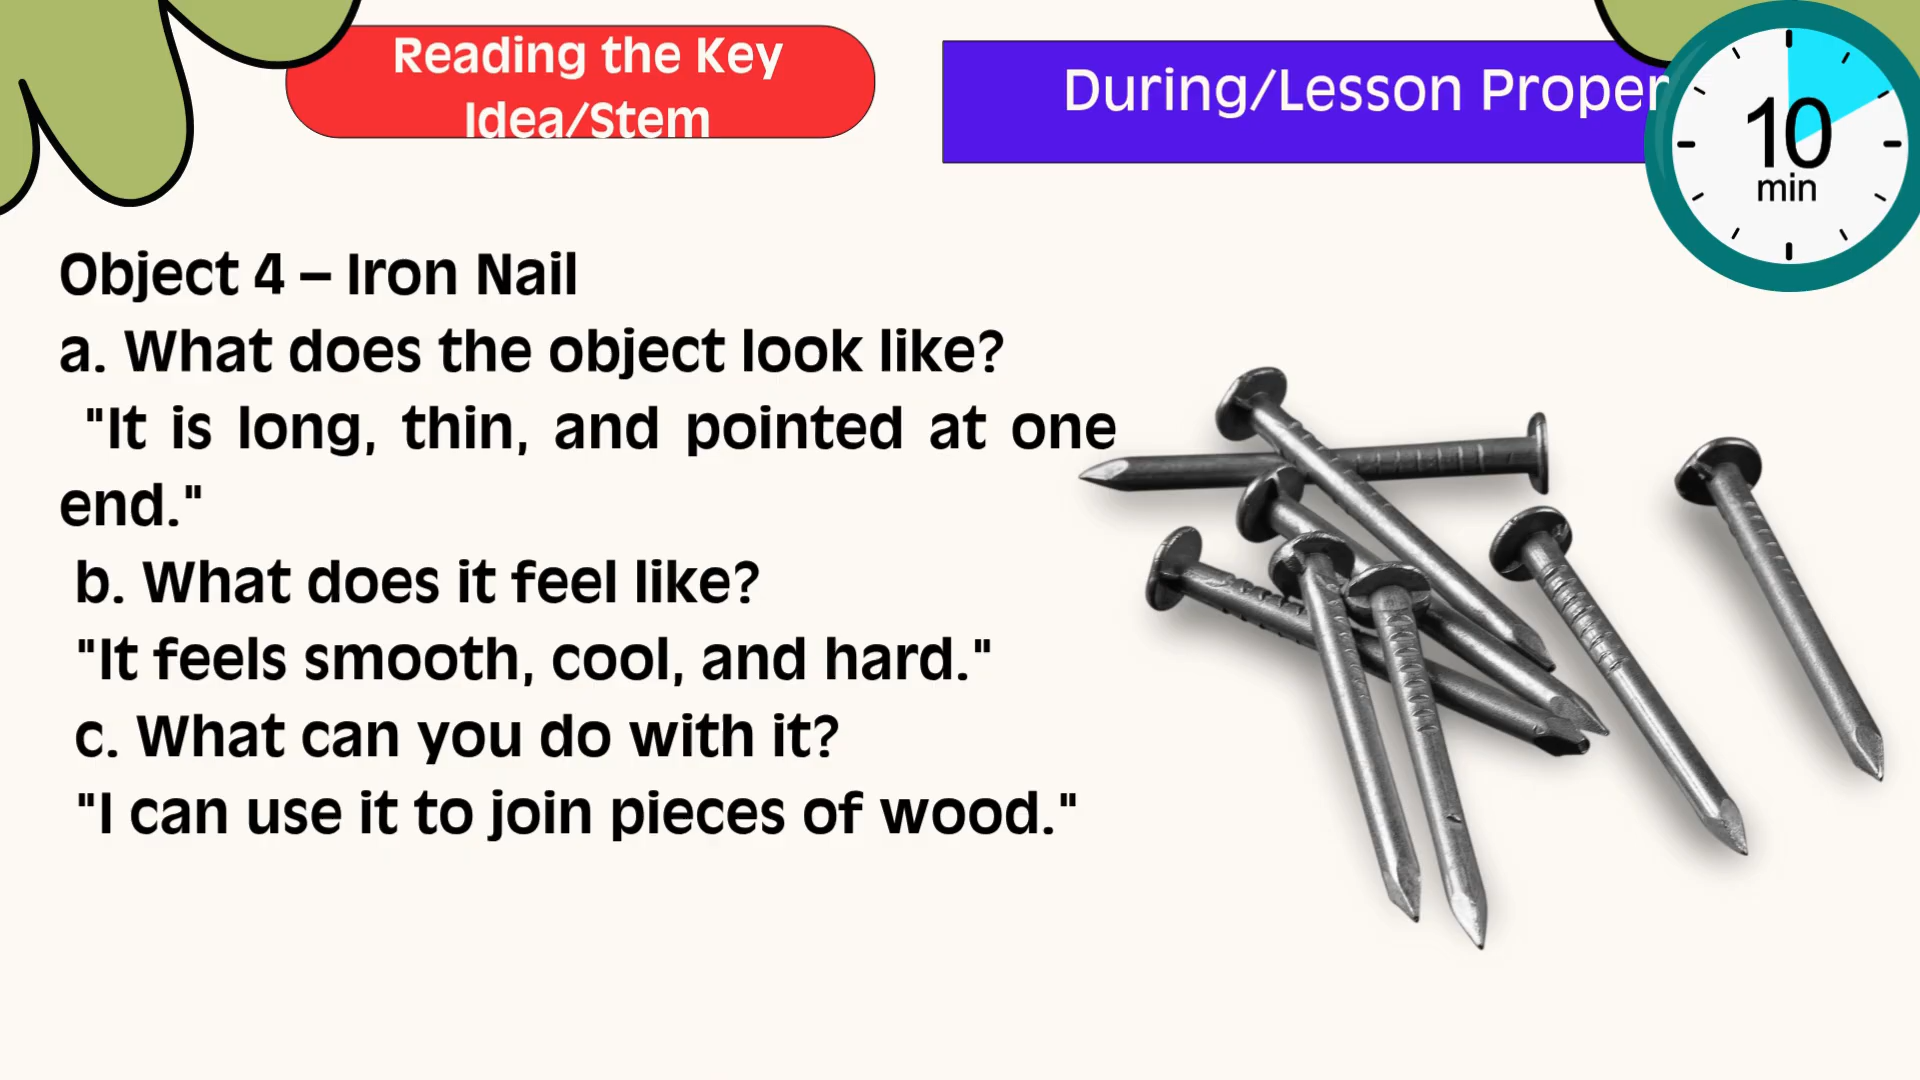 Reading the Key
Idea/Stem
During/Lesson Proper
10
min
Object 4 – Iron Nail
a. What does the object look like?
"It is long, thin, and pointed at one
end."
b. What does it feel like?
"It feels smooth, cool, and hard."
c. What can you do with it?
"I can use it to join pieces of wood."